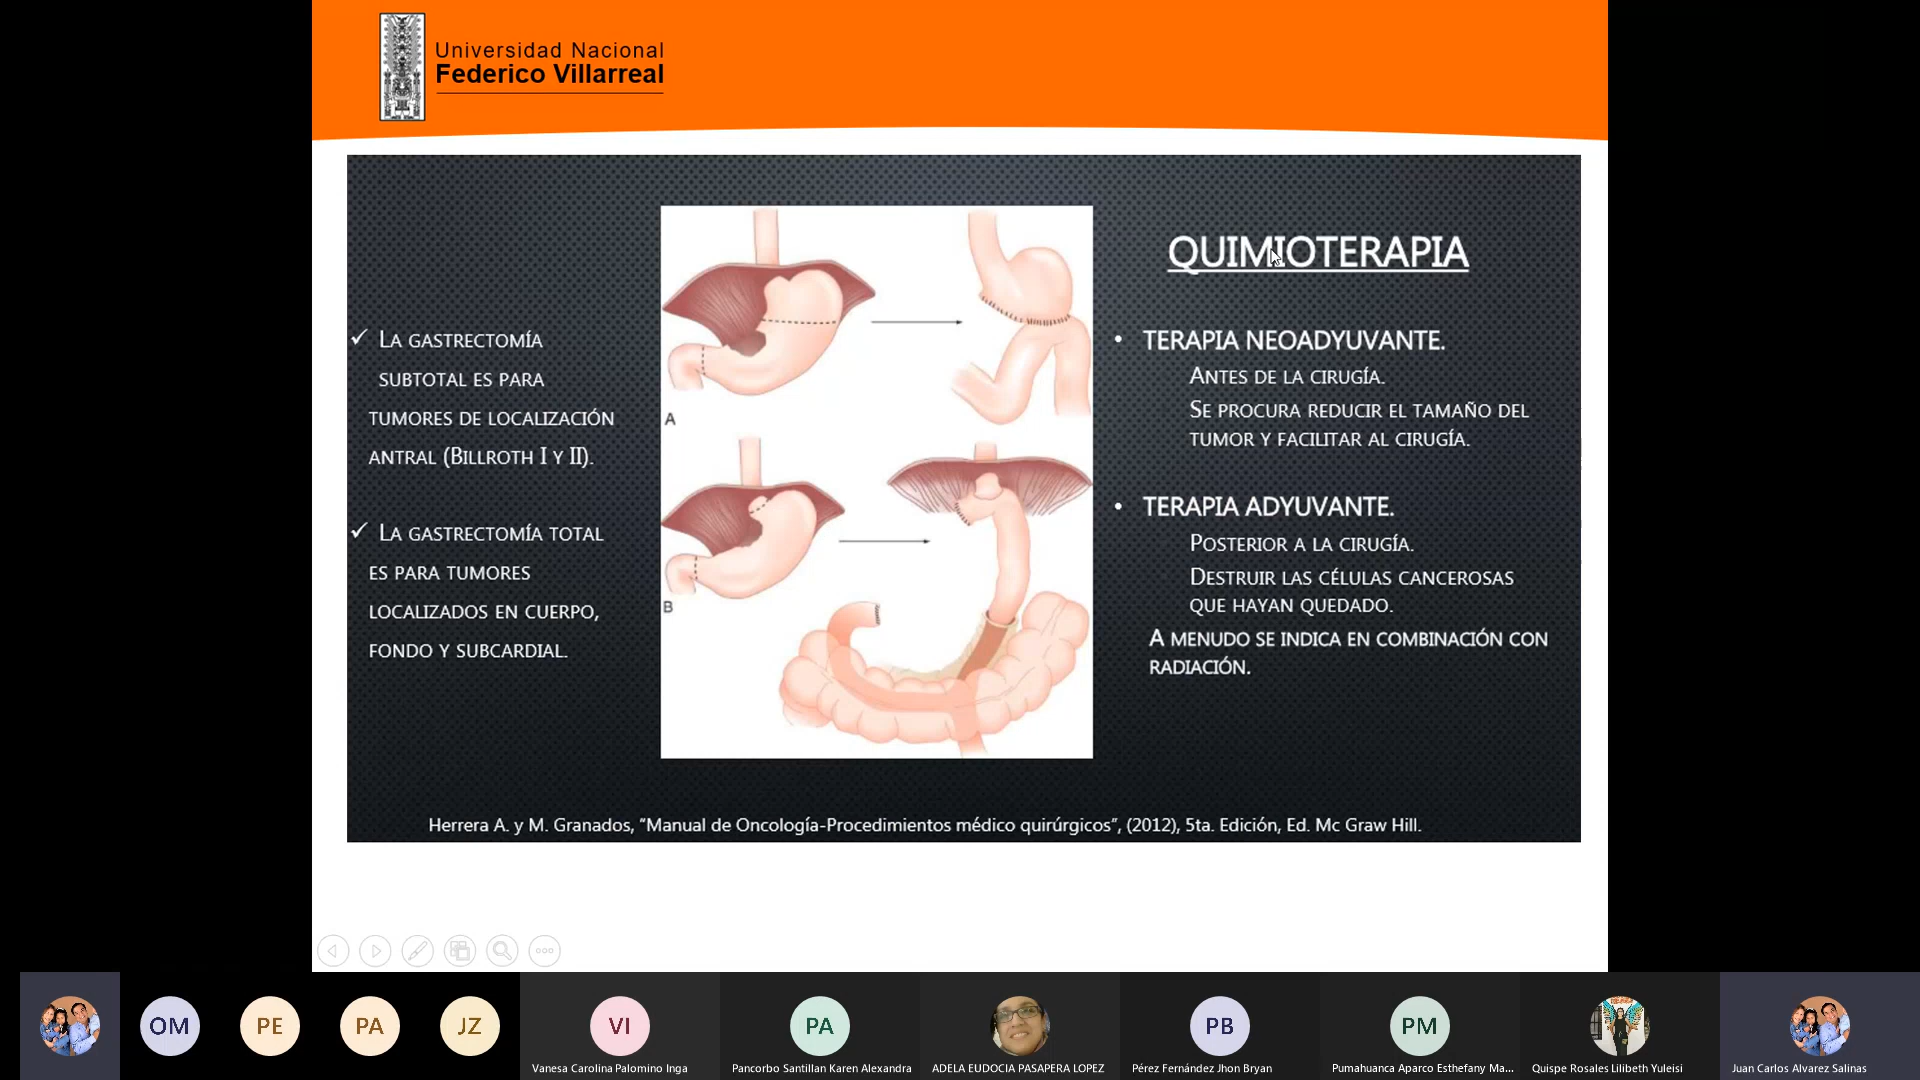 Universidad Nacional
Federico Villarreal
✓ LA GASTRECTOMÍA
SUBTOTAL ES PARA
TUMORES DE LOCALIZACIÓN
ANTRAL (BILLROTH I Y II).
✓ LA GASTRECTOMÍA TOTAL
ES PARA TUMORES
LOCALIZADOS EN CUERPO,
FONDO Y SUBCARDIAL.
A
B
QUIMIOTERAPIA
• TERAPIA NEOADYUVANTE.
ANTES DE LA CIRUGÍA.
SE PROCURA REDUCIR EL TAMAÑO DEL
TUMOR Y FACILITAR AL CIRUGÍA.
• TERAPIA ADYUVANTE.
POSTERIOR A LA CIRUGÍA.
DESTRUIR LAS CÉLULAS CANCEROSAS
QUE HAYAN QUEDADO.
A MENUDO SE INDICA EN COMBINACIÓN CON
RADIACIÓN.
Herrera A. y M. Granados, “Manual de Oncología-Procedimientos médico quirúrgicos”, (2012), 5ta. Edición, Ed. Mc Graw Hill.
OM
PE
PA
JZ
VI
PA
PB
PM
Vanesa Carolina Palomino Inga
Pancorbo Santillan Karen Alexandra
ADELA EUDOCIA PASAPERA LOPEZ
Pérez Fernández Jhon Bryan
Pumahuanca Aparco Esthefany Ma...
Quispe Rosales Lilibeth Yuleisi
Juan Carlos Alvarez Salinas